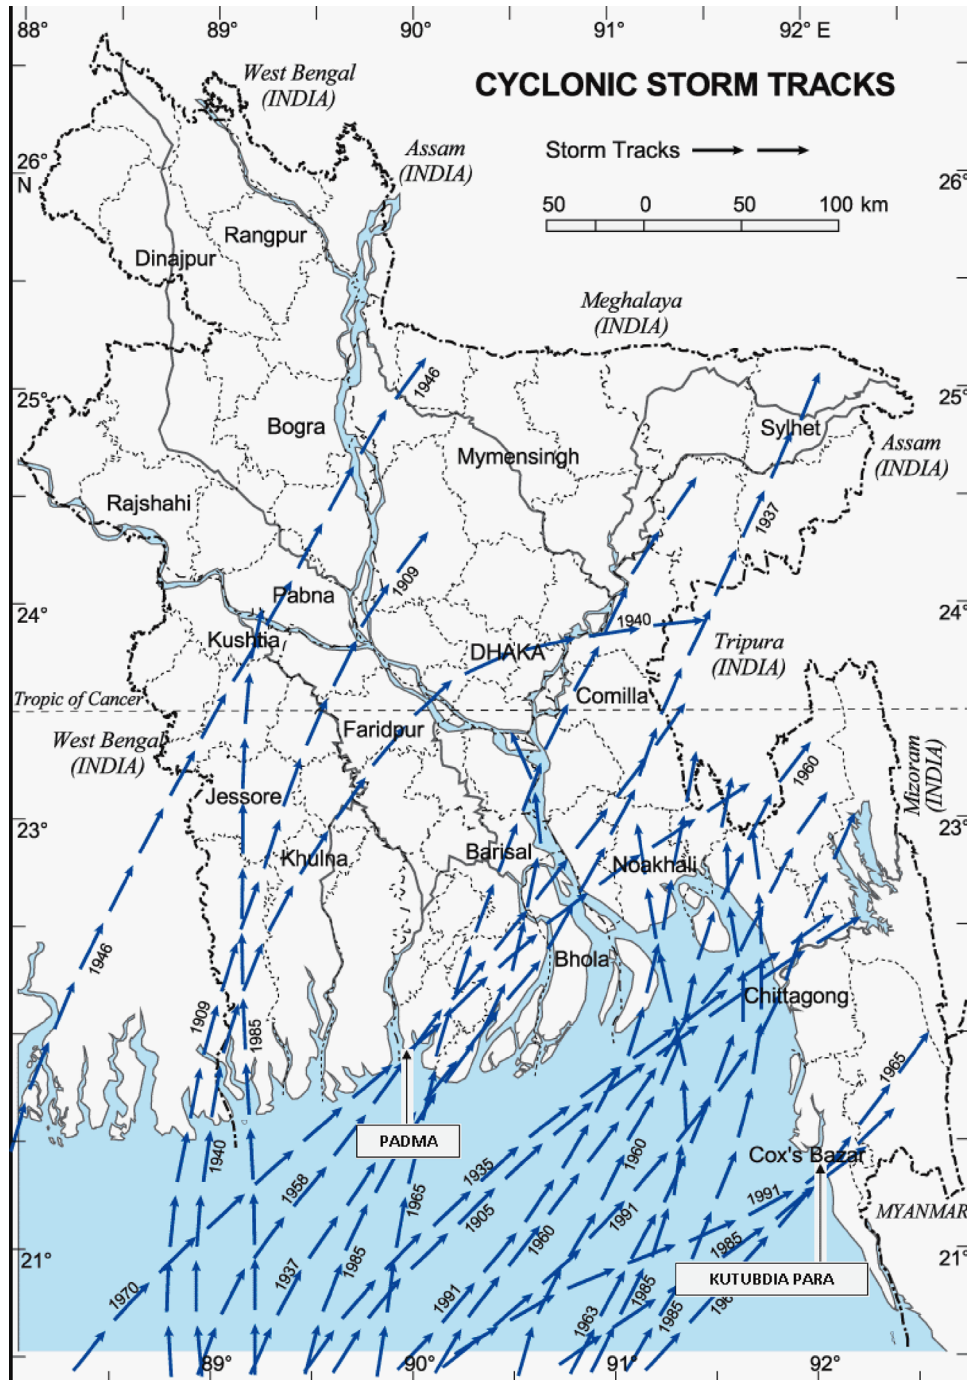 88°
89°
90°
91°
92° E
West Bengal
(INDIA)
CYCLONIC STORM TRACKS
Assam
(INDIA)
Storm Tracks
26°
N
26°
50 0 50 100 km
Rangpur
Dinajpur
Meghalaya
(INDIA)
1946
25°
25°
Bogra
Sylhet
Mymensingh
Assam
(INDIA)
Rajshahi
1937
1909
Pabna
24°
24°
Kushtia
1940
DHAKA
Tripura
(INDIA)
Tropic of Cancer
Comilla
Faridpur
West Bengal
(INDIA)
Mizoram
(INDIA)
1960
Jessore
23°
23°
Khulna
Barisal
Noakhali
1946
Bhola
Chittagong
1909
1985
1965
PADMA
1940
1960
Cox's Bazar
1935
1958
1965
1991
1905
1991
MYANMAR
1960
1985
21°
21°
1937
1985
KUTUBDIA PARA
1970
1991
1985
1963
1985
89°
90°
91°
92°